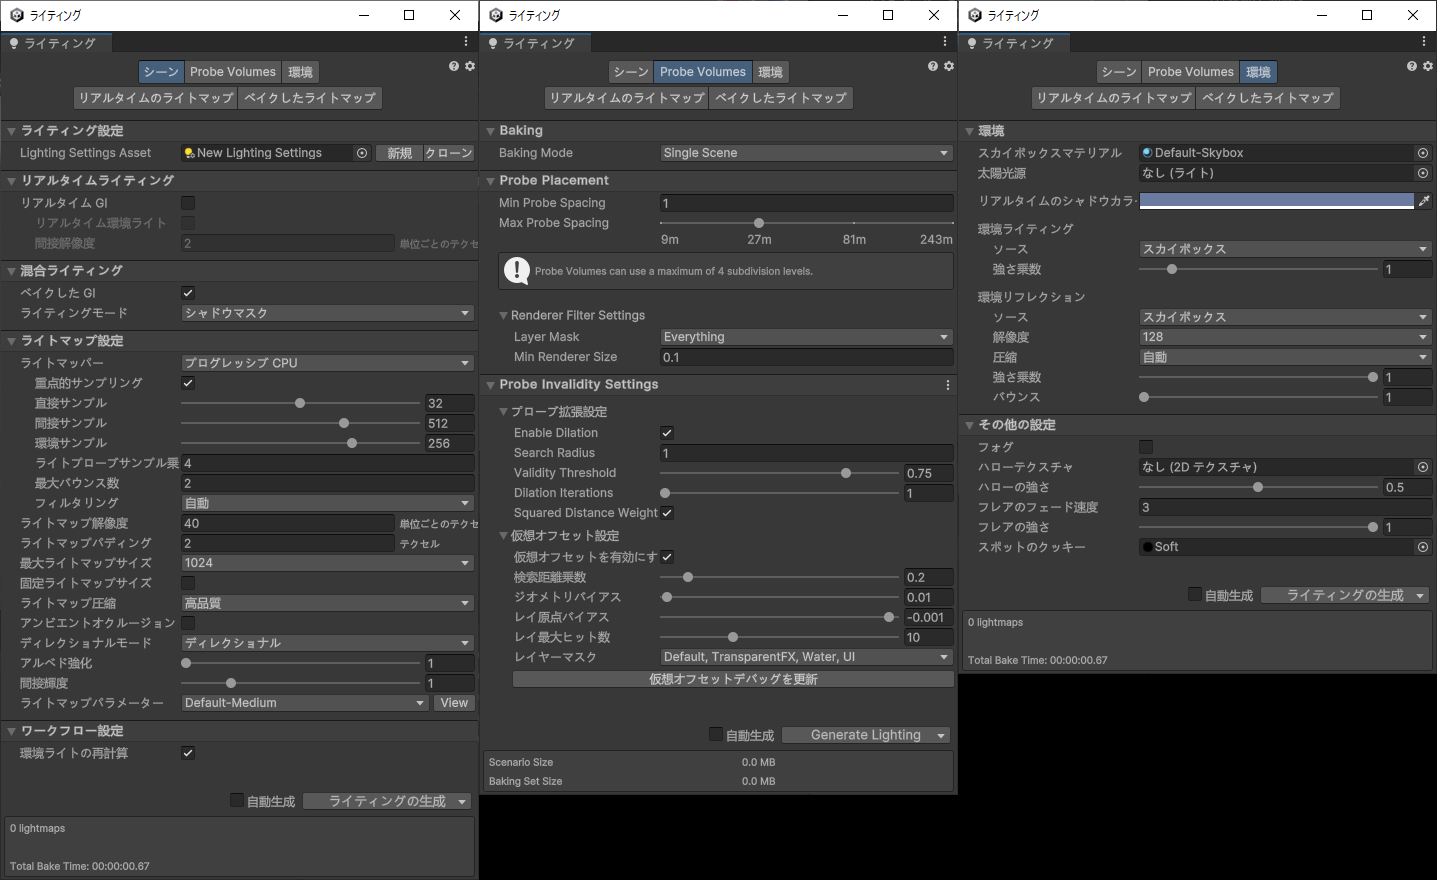 ライティング
ライティング
シーン Probe Volumes 環境
リアルタイムのライトマップ ベイクしたライトマップ
ライティング設定
Lighting Settings Asset New Lighting Settings 新規 クローン
リアルタイムライティング
リアルタイム GI
リアルタイム環境ライト
間接解像度 2 単位ごとのテクセ
混合ライティング
ベイクした GI
ライティングモード シャドウマスク
ライトマップ設定
ライトマッパー プログレッシブ CPU
重点的サンプリング
直接サンプル 32
間接サンプル 512
環境サンプル 256
ライトプローブサンプル乗 4
最大バウンス数 2
フィルタリング 自動
ライトマップ解像度 40 単位ごとのテクセ
ライトマップパディング 2 テクセル
最大ライトマップサイズ 1024
固定ライトマップサイズ
ライトマップ圧縮 高品質
アンビエントオクルージョン
ディレクショナルモード ディレクショナル
アルベド強化 1
間接輝度 1
ライトマップパラメーター Default-Medium View
ワークフロー設定
環境ライトの再計算
自動生成 ライティングの生成
0 lightmaps
Total Bake Time: 00:00:00.67
ライティング
ライティング
シーン Probe Volumes 環境
リアルタイムのライトマップ ベイクしたライトマップ
Baking
Baking Mode Single Scene
Probe Placement
Min Probe Spacing 1
Max Probe Spacing
9m 27m 81m 243m
Probe Volumes can use a maximum of 4 subdivision levels.
Renderer Filter Settings
Layer Mask Everything
Min Renderer Size 0.1
Probe Invalidity Settings
プローブ拡張設定
Enable Dilation
Search Radius 1
Validity Threshold 0.75
Dilation Iterations 1
Squared Distance Weight
仮想オフセット設定
仮想オフセットを有効にす
検索距離乗数 0.2
ジオメトリバイアス 0.01
レイ原点バイアス -0.001
レイ最大ヒット数 10
レイヤーマスク Default, TransparentFX, Water, UI
仮想オフセットデバッグを更新
自動生成 Generate Lighting
Scenario Size 0.0 MB
Baking Set Size 0.0 MB
ライティング
ライティング
シーン Probe Volumes 環境
リアルタイムのライトマップ ベイクしたライトマップ
環境
スカイボックスマテリアル Default-Skybox
太陽光源 なし (ライト)
リアルタイムのシャドウカラ
環境ライティング
ソース スカイボックス
強さ乗数 1
環境リフレクション
ソース スカイボックス
解像度 128
圧縮 自動
強さ乗数 1
バウンス 1
その他の設定
フォグ
ハローテクスチャ なし (2D テクスチャ)
ハローの強さ 0.5
フレアのフェード速度 3
フレアの強さ 1
スポットのクッキー Soft
自動生成 ライティングの生成
0 lightmaps
Total Bake Time: 00:00:00.67